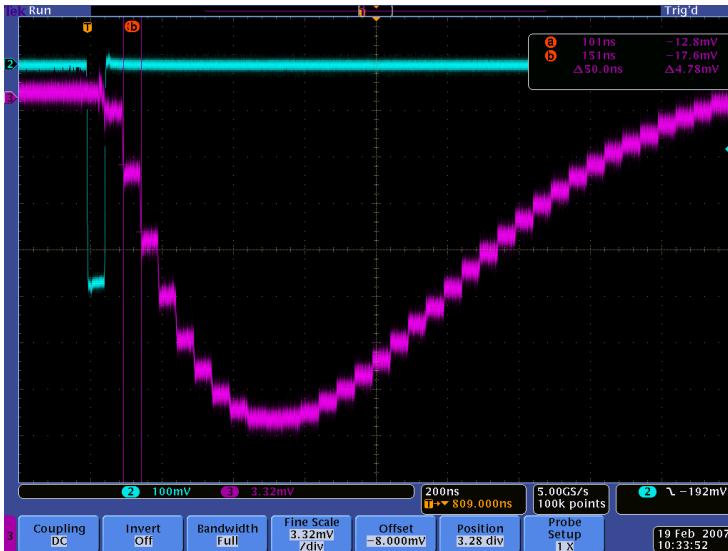 Tek Run Trig'd
T b T
a 101ns -12.8mV
b 151ns -17.6mV
Δ50.0ns Δ4.78mV
2
3
2 100mV 3 3.32mV
200ns
T→▼ 809.000ns
5.00GS/s
100k points
2 -192mV
3
Coupling
DC
Invert
Off
Bandwidth
Full
Fine Scale
3.32mV
/div
Offset
-8.000mV
Position
3.28 div
Probe
Setup
1 X
19 Feb 2007
10:33:52